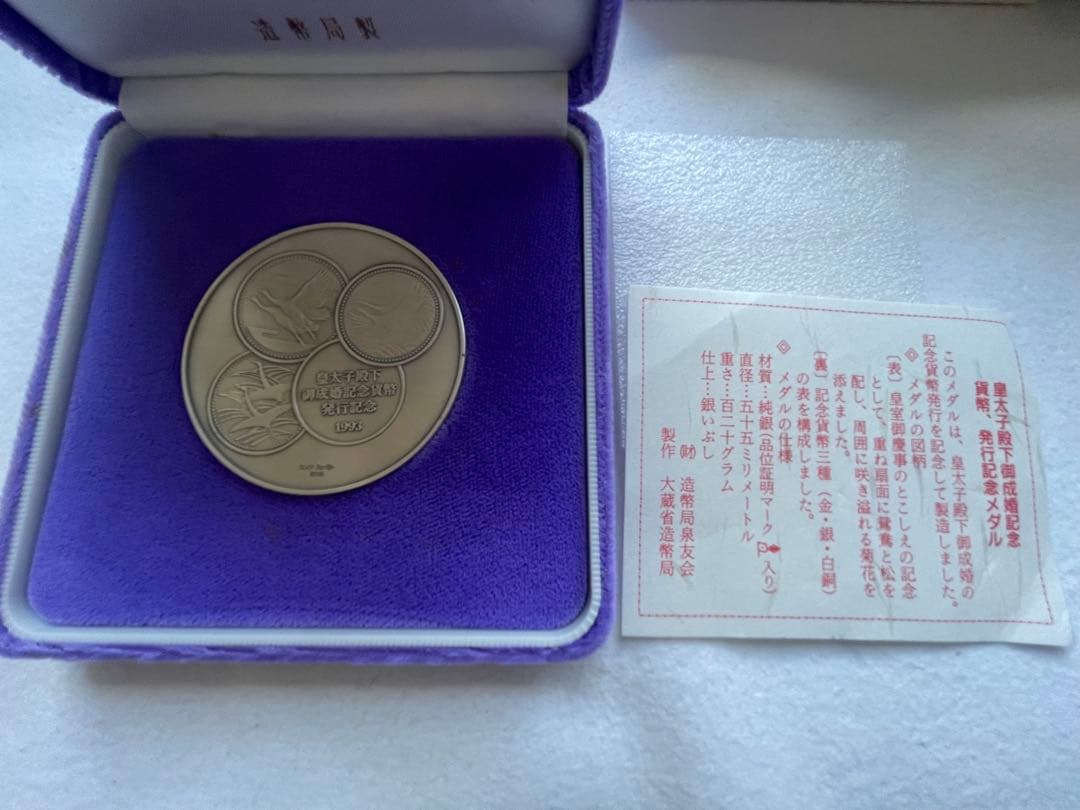 造幣局製
皇太子殿下
御成婚記念貨幣
発行記念
1993
皇太子殿下御成婚記念
貨幣、発行記念メダル
このメダルは、皇太子殿下御成婚の
記念貨幣発行を記念して製造しました。
◈ メダルの図柄
〔表〕皇室御慶事のとこしえの記念
として、重ね扇面に鴛鴦と松を
配し、周囲に咲き溢れる菊花を
添えました。
〔裏〕記念貨幣三種（金・銀・白銅）
の表を構成しました。
◈ メダルの仕様
材質…純銀（品位証明マーク入り）
直径…五十五ミリメートル
重さ…百二十グラム
仕上…銀いぶし
㈶ 造幣局泉友会
製作 大蔵省造幣局